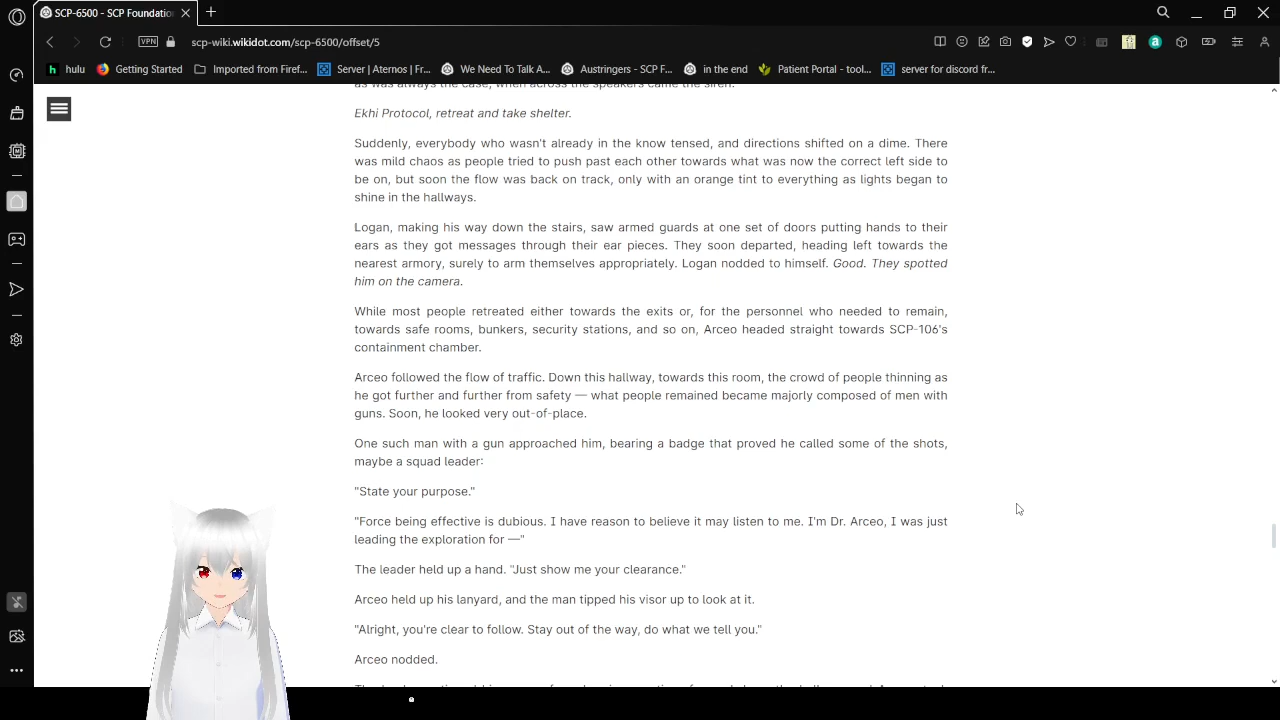 SCP-6500 - SCP Foundation
scp-wiki.wikidot.com/scp-6500/offset/5
VPN
hulu
Getting Started
Imported from Firef...
Server | Aternos | Fr...
We Need To Talk A...
Austringers - SCP F...
in the end
Patient Portal - tool...
server for discord fr...
as was always the case, when across the speakers came the siren.
Ekhi Protocol, retreat and take shelter.
Suddenly, everybody who wasn't already in the know tensed, and directions shifted on a dime. There
was mild chaos as people tried to push past each other towards what was now the correct left side to
be on, but soon the flow was back on track, only with an orange tint to everything as lights began to
shine in the hallways.
Logan, making his way down the stairs, saw armed guards at one set of doors putting hands to their
ears as they got messages through their ear pieces. They soon departed, heading left towards the
nearest armory, surely to arm themselves appropriately. Logan nodded to himself. Good. They spotted
him on the camera.
While most people retreated either towards the exits or, for the personnel who needed to remain,
towards safe rooms, bunkers, security stations, and so on, Arceo headed straight towards SCP-106's
containment chamber.
Arceo followed the flow of traffic. Down this hallway, towards this room, the crowd of people thinning as
he got further and further from safety — what people remained became majorly composed of men with
guns. Soon, he looked very out-of-place.
One such man with a gun approached him, bearing a badge that proved he called some of the shots,
maybe a squad leader:
"State your purpose."
"Force being effective is dubious. I have reason to believe it may listen to me. I'm Dr. Arceo, I was just
leading the exploration for —"
The leader held up a hand. "Just show me your clearance."
Arceo held up his lanyard, and the man tipped his visor up to look at it.
"Alright, you're clear to follow. Stay out of the way, do what we tell you."
Arceo nodded.